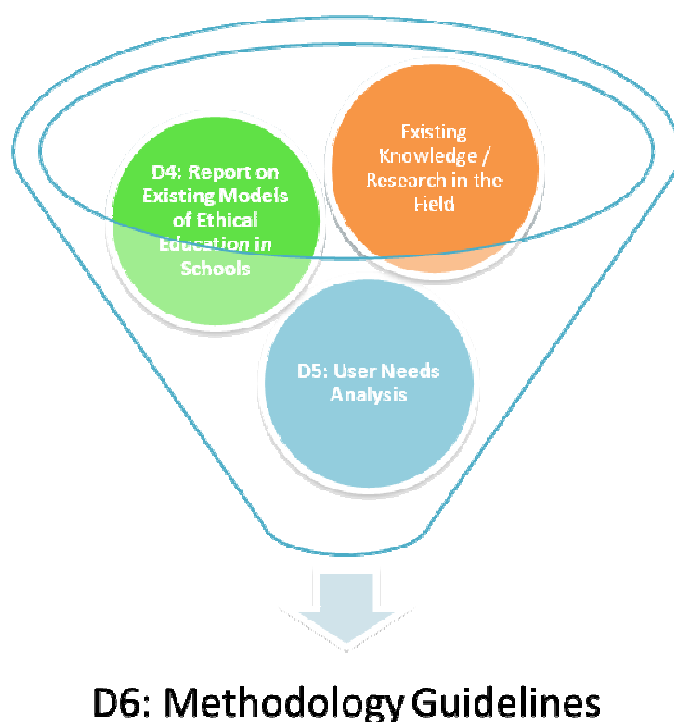 Existing
Knowledge /
Research in the
Field
D4: Report on
Existing Models
of Ethical
Education in
Schools
D5: User Needs
Analysis
D6: Methodology Guidelines